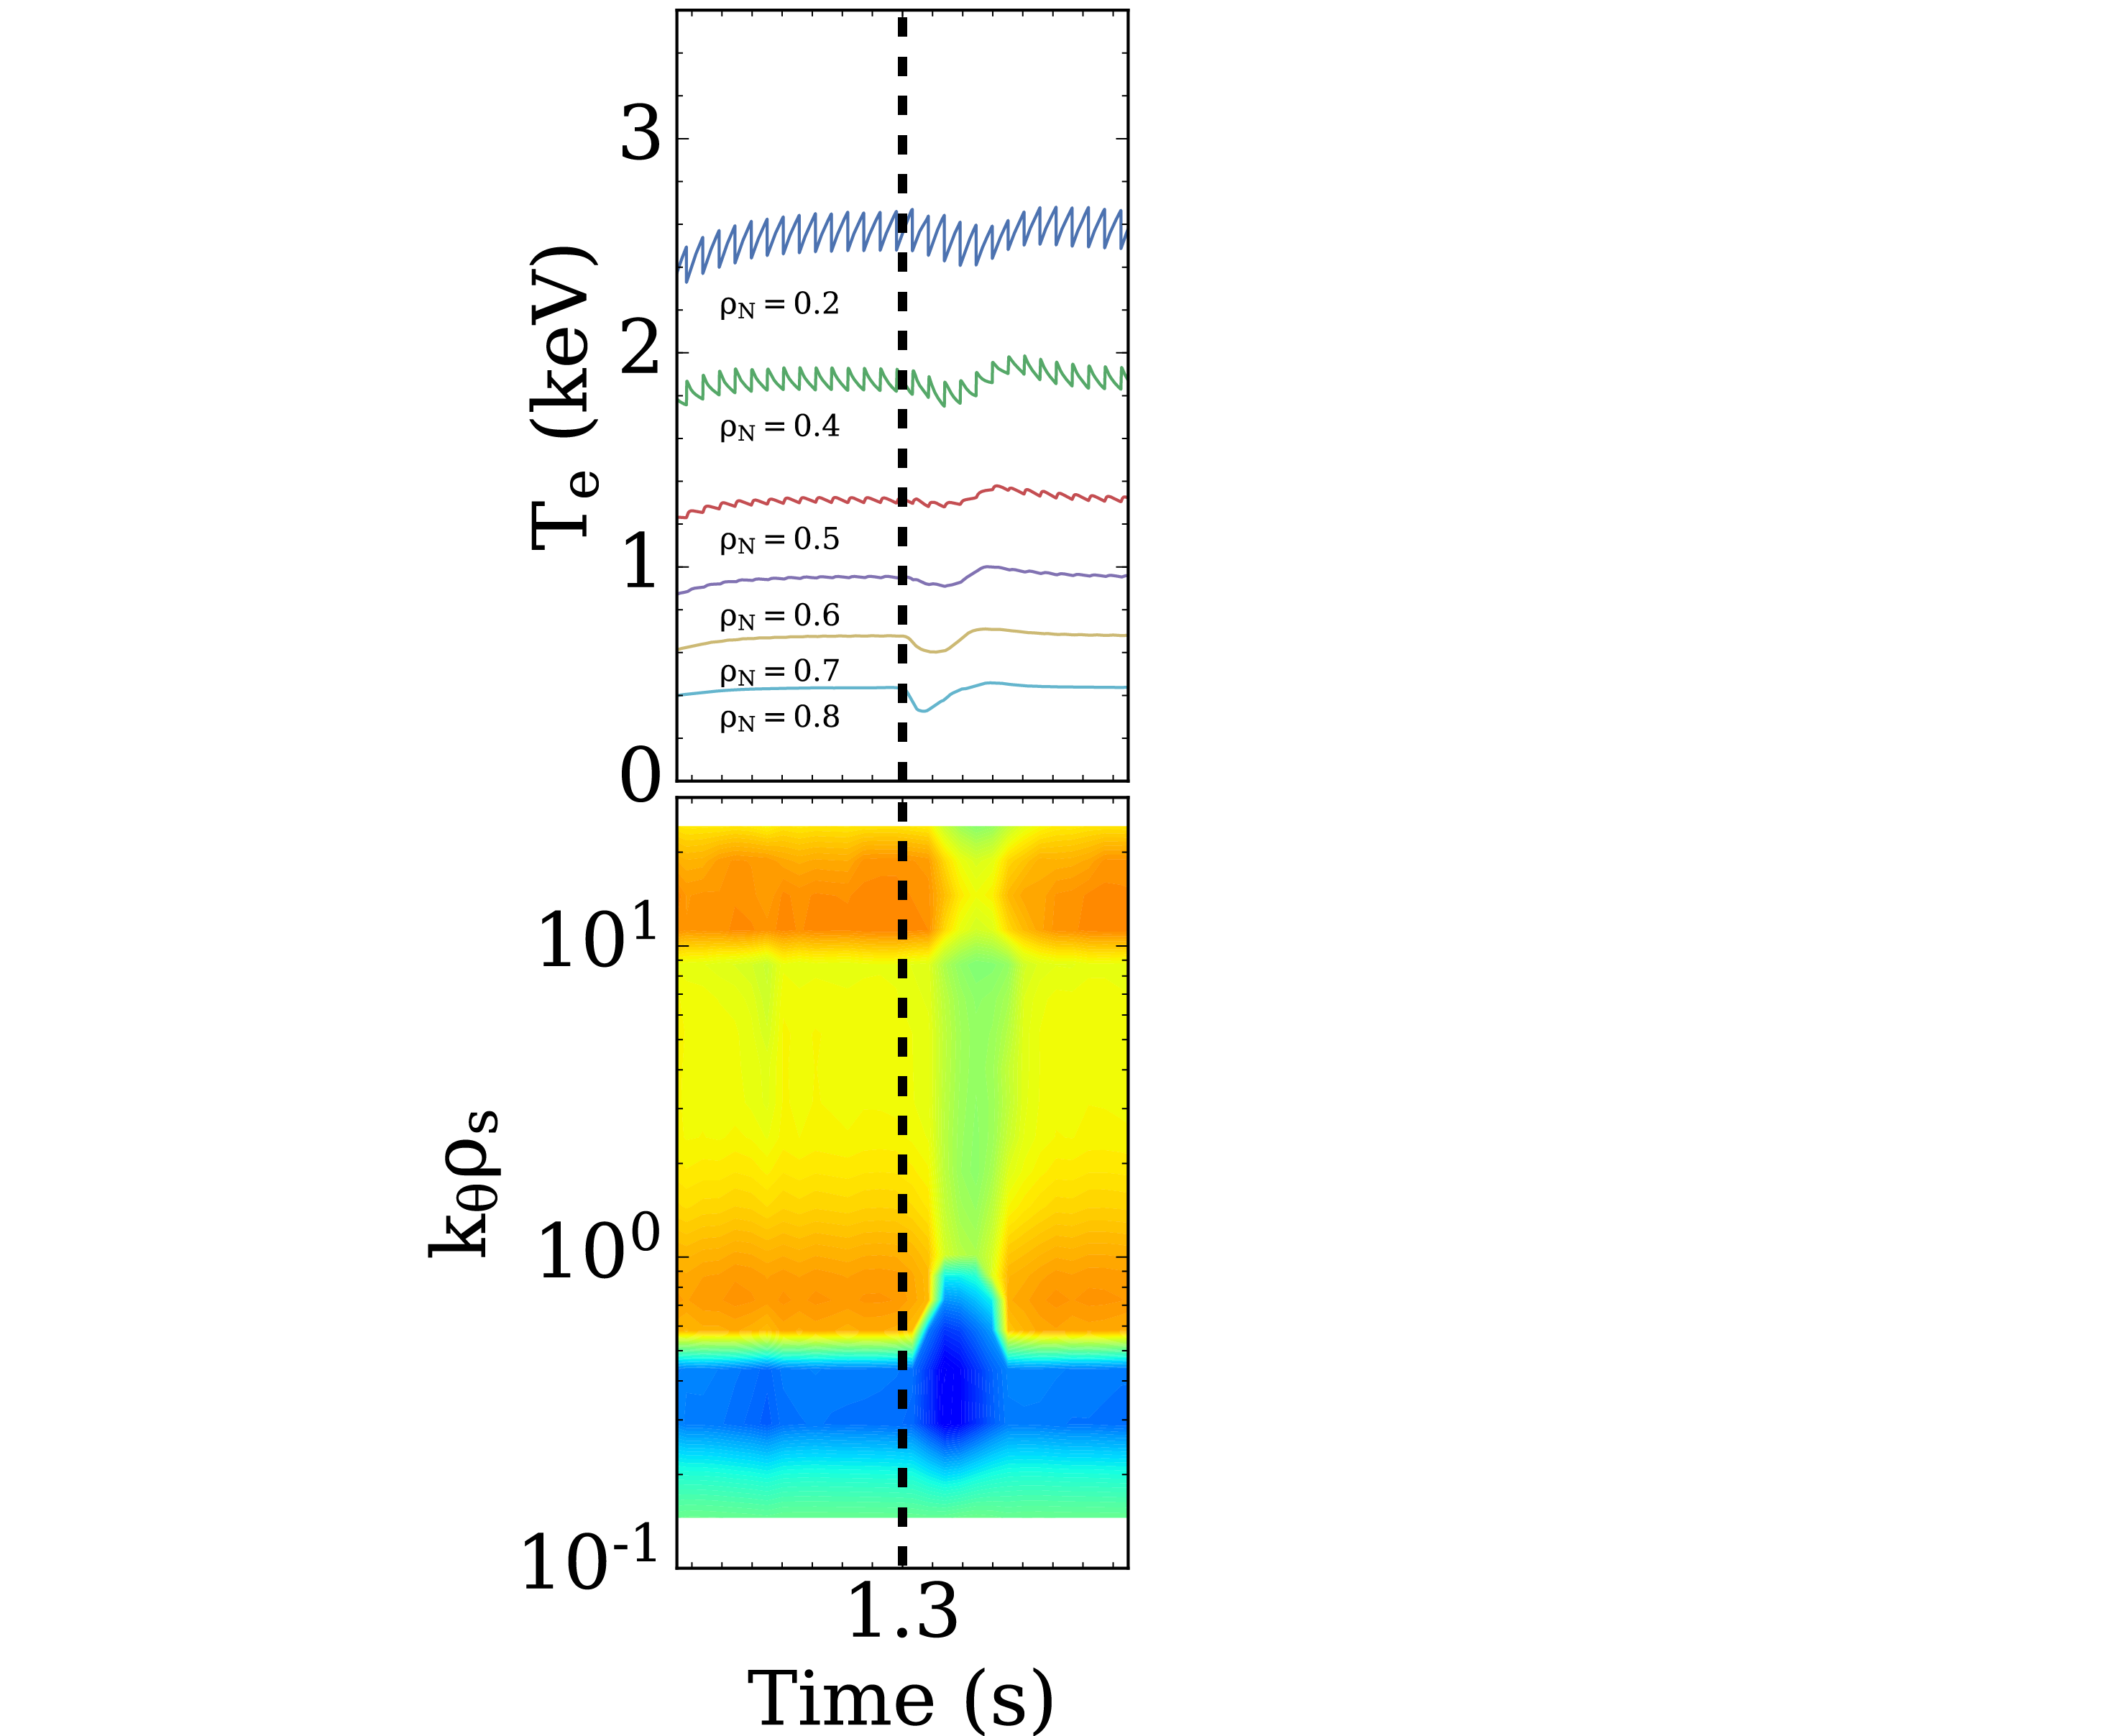 3
2
1
0
Tₑ (keV)
ρN = 0.2
ρN = 0.4
ρN = 0.5
ρN = 0.6
ρN = 0.7
ρN = 0.8
10¹
10⁰
10⁻¹
kθρs
1.3
Time (s)